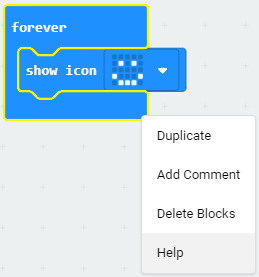 forever
show icon
Duplicate
Add Comment
Delete Blocks
Help